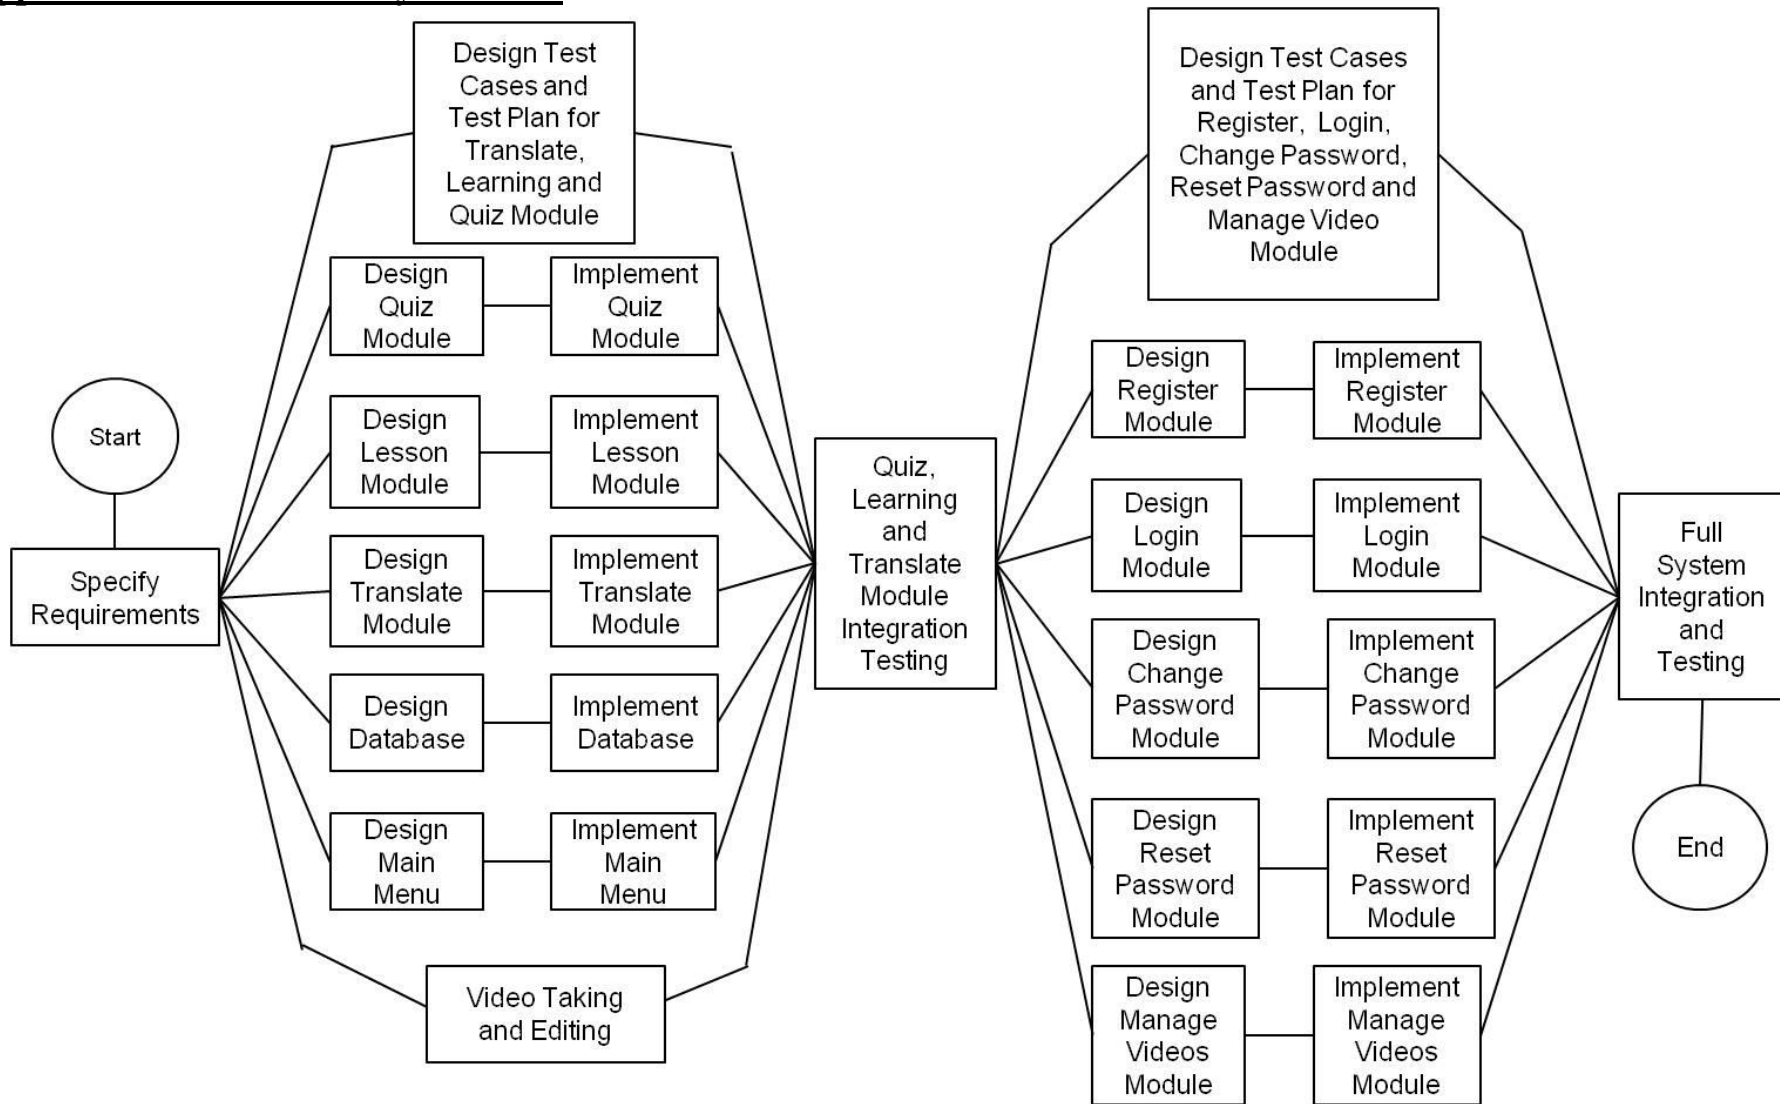 Design Test
Cases and
Test Plan for
Translate,
Learning and
Quiz Module
Design
Quiz
Module
Implement
Quiz
Module
Design
Lesson
Module
Implement
Lesson
Module
Start
Specify
Requirements
Design
Translate
Module
Implement
Translate
Module
Design
Database
Implement
Database
Design
Main
Menu
Implement
Main
Menu
Video Taking
and Editing
Quiz,
Learning
and
Translate
Module
Integration
Testing
Design Test Cases
and Test Plan for
Register, Login,
Change Password,
Reset Password and
Manage Video
Module
Design
Register
Module
Implement
Register
Module
Design
Login
Module
Implement
Login
Module
Design
Change
Password
Module
Implement
Change
Password
Module
Design
Reset
Password
Module
Implement
Reset
Password
Module
Design
Manage
Videos
Module
Implement
Manage
Videos
Module
Full
System
Integration
and
Testing
End